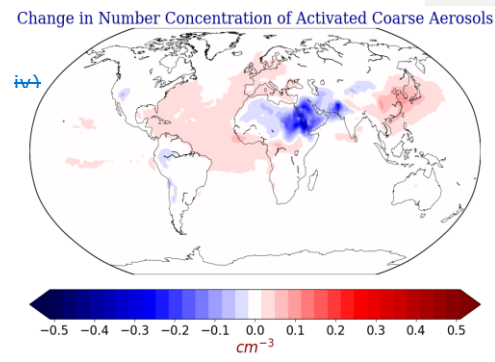 Change in Number Concentration of Activated Coarse Aerosols
iv)
−0.5 −0.4 −0.3 −0.2 −0.1 0.0 0.1 0.2 0.3 0.4 0.5
cm⁻³